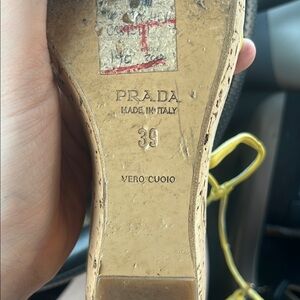 PRADA
MADE IN ITALY
39
VERO CUOIO